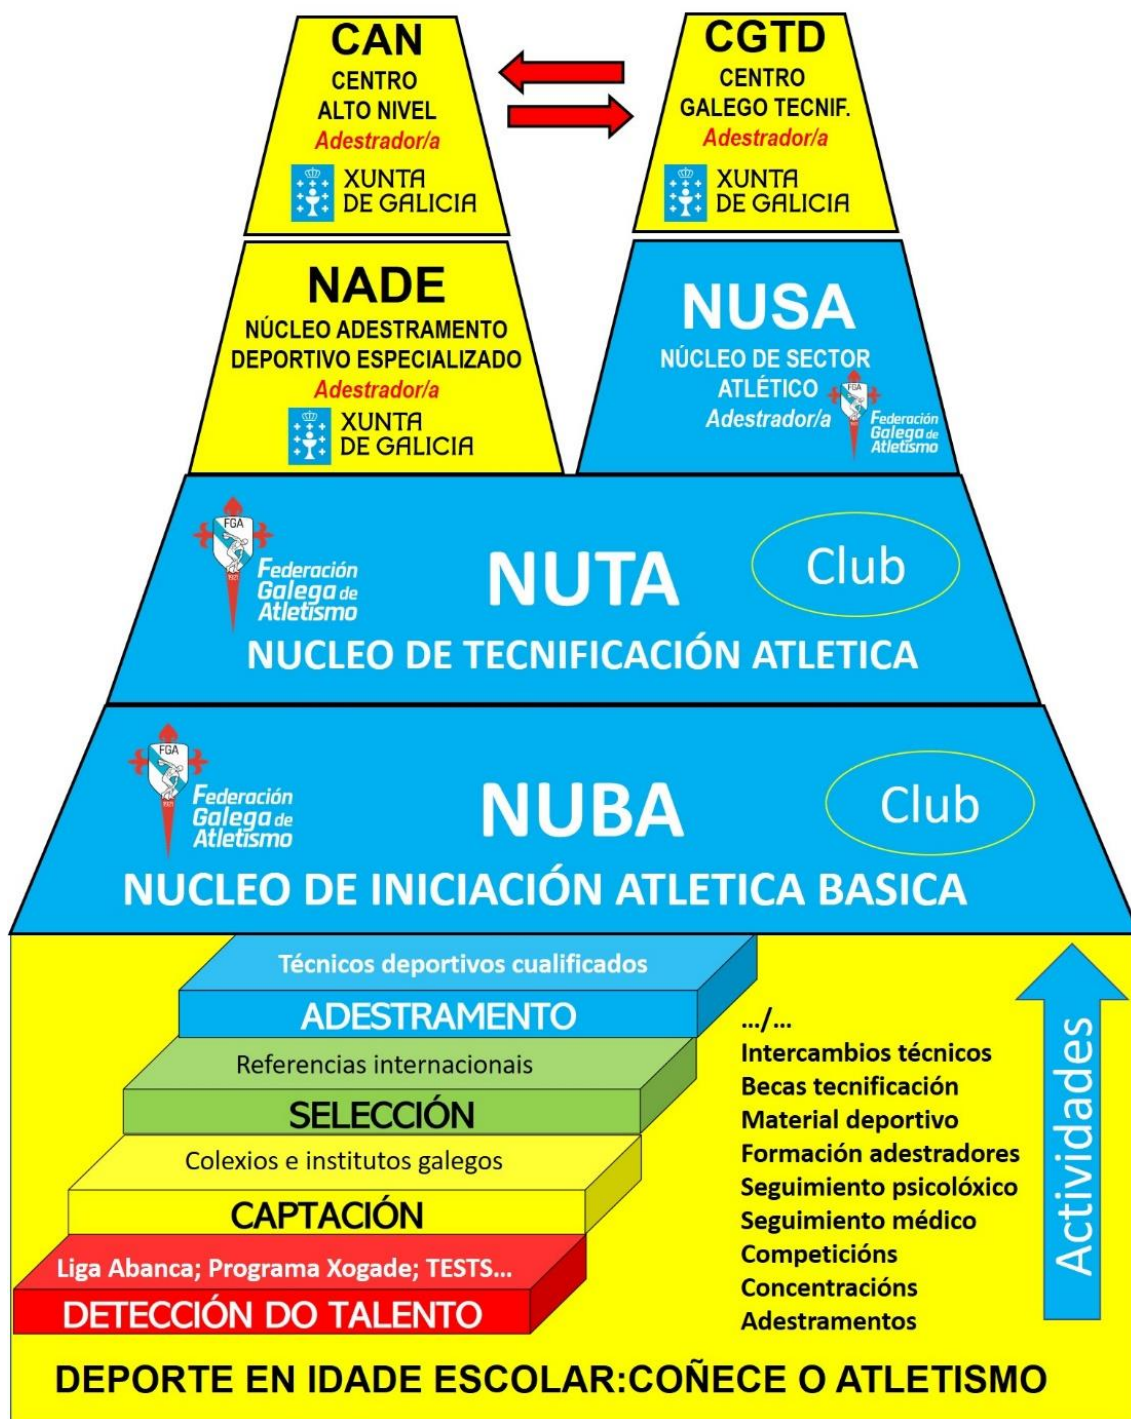 CAN
CENTRO
ALTO NIVEL
Adestrador/a
XUNTA
DE GALICIA
CGTD
CENTRO
GALEGO TECNIF.
Adestrador/a
XUNTA
DE GALICIA
NADE
NÚCLEO ADESTRAMENTO
DEPORTIVO ESPECIALIZADO
Adestrador/a
XUNTA
DE GALICIA
NUSA
NÚCLEO DE SECTOR
ATLÉTICO
Adestrador/a
FGA
Federación
Galega de
Atletismo
FGA
1921
Federación
Galega de
Atletismo
NUTA
Club
NUCLEO DE TECNIFICACIÓN ATLETICA
FGA
1921
Federación
Galega de
Atletismo
NUBA
Club
NUCLEO DE INICIACIÓN ATLETICA BASICA
Técnicos deportivos cualificados
ADESTRAMENTO
Referencias internacionais
SELECCIÓN
Colexios e institutos galegos
CAPTACIÓN
Liga Abanca; Programa Xogade; TESTS...
DETECCIÓN DO TALENTO
.../...
Intercambios técnicos
Becas tecnificación
Material deportivo
Formación adestradores
Seguimiento psicolóxico
Seguimiento médico
Competicións
Concentracións
Adestramentos
Actividades
DEPORTE EN IDADE ESCOLAR:COÑECE O ATLETISMO